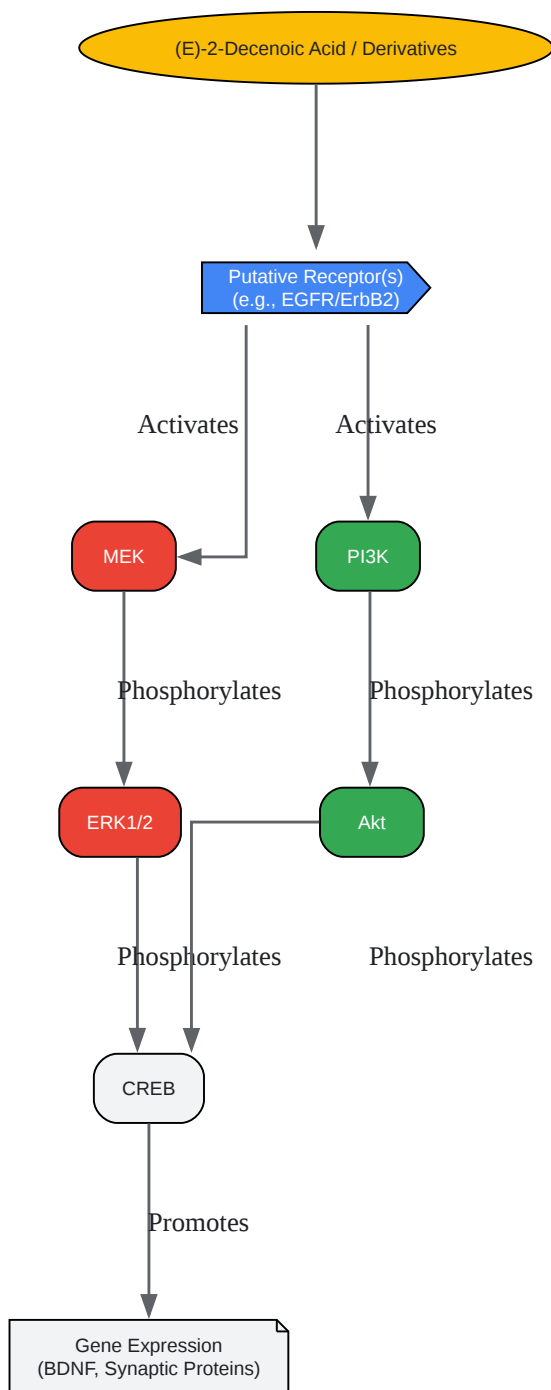 (E)-2-Decenoic Acid / Derivatives
Putative Receptor(s)
(e.g., EGFR/ErbB2)
Activates
Activates
MEK
PI3K
Phosphorylates
Phosphorylates
ERK1/2
Akt
Phosphorylates
Phosphorylates
CREB
Promotes
Gene Expression
(BDNF, Synaptic Proteins)